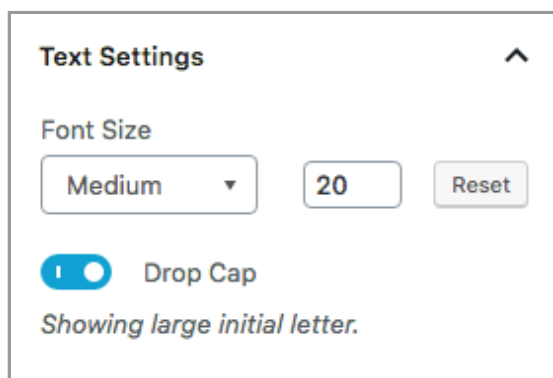 Text Settings
Font Size
Medium 20 Reset
Drop Cap
Showing large initial letter.